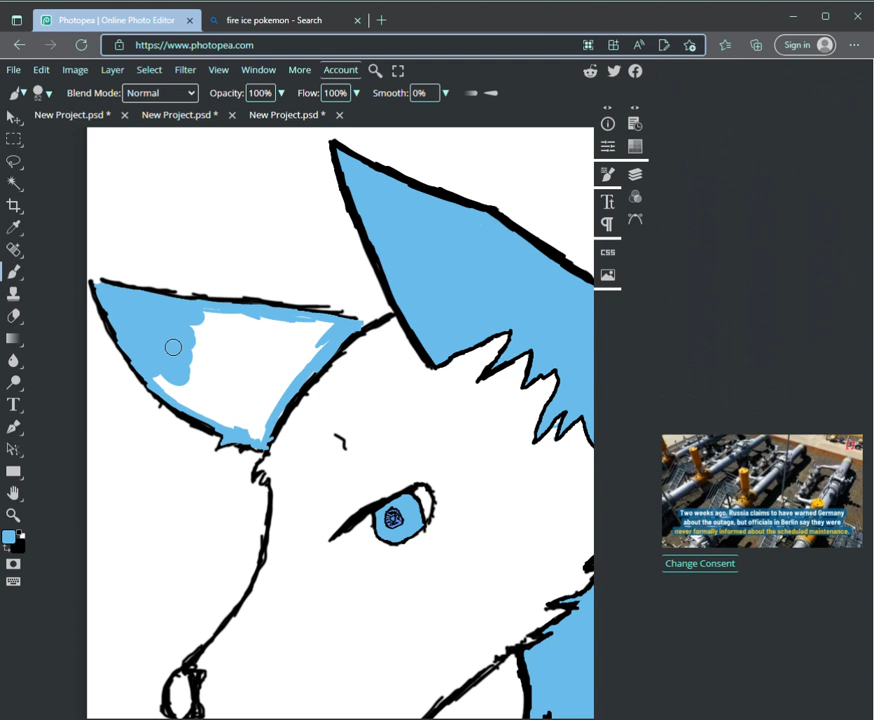 Photopea | Online Photo Editor
fire ice pokemon - Search
https://www.photopea.com
Sign in
File Edit Image Layer Select Filter View Window More Account
Blend Mode: Normal Opacity: 100% Flow: 100% Smooth: 0%
New Project.psd * New Project.psd * New Project.psd *
CSS
Two weeks ago, Russia claims to have warned Germany
about the outage, but officials in Berlin say they were
never formally informed about the scheduled maintenance.
Change Consent